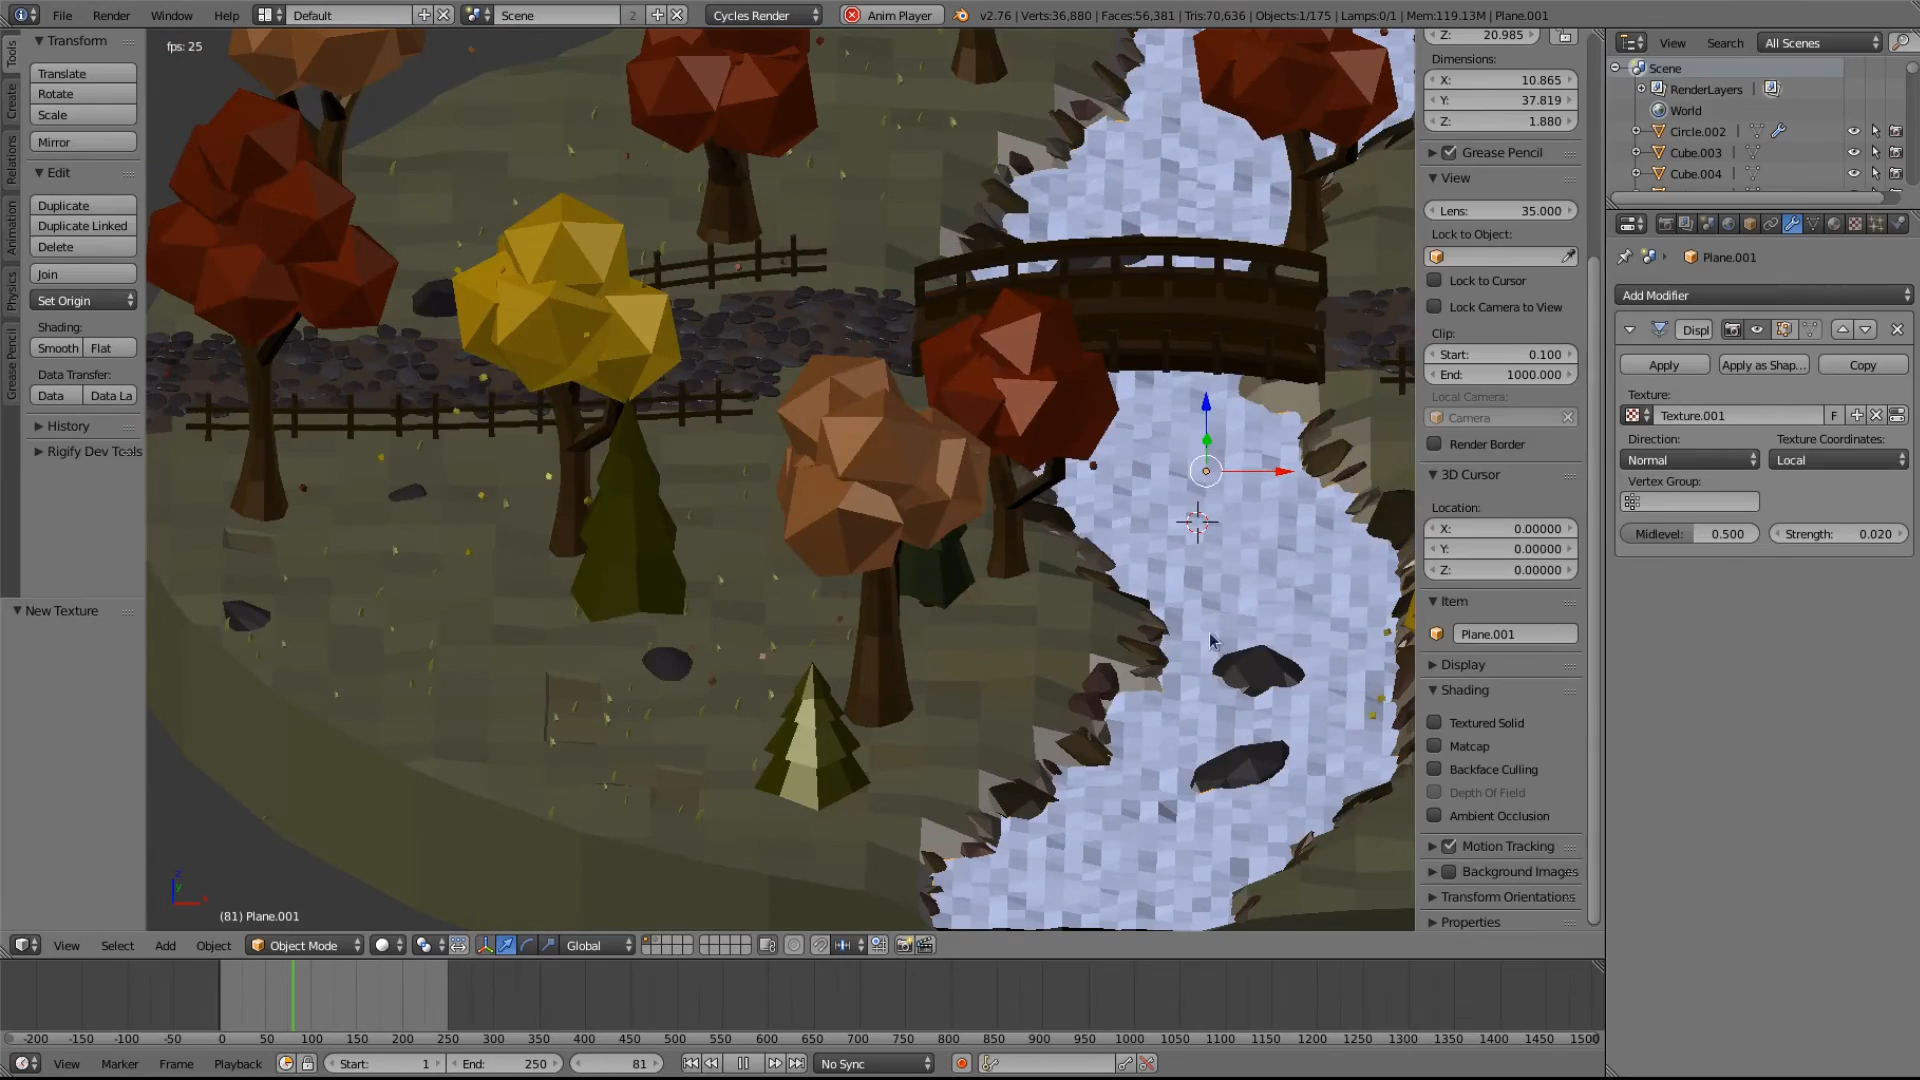 File Render Window Help Default Scene 2 Cycles Render Anim Player v2.76 | Verts:36,880 | Faces:56,381 | Tris:70,636 | Objects:1/175 | Lamps:0/1 | Mem:119.13M | Plane.001
Tools
Create
Relations
Animation
Physics
Grease Pencil
Transform
Translate
Rotate
Scale
Mirror
Edit
Duplicate
Duplicate Linked
Delete
Join
Set Origin
Shading:
Smooth Flat
Data Transfer:
Data Data La
History
Rigify Dev Tools
New Texture
fps: 25
(81) Plane.001
Z: 20.985
Dimensions:
X: 10.865
Y: 37.819
Z: 1.880
Grease Pencil
View
Lens: 35.000
Lock to Object:
Lock to Cursor
Lock Camera to View
Clip:
Start: 0.100
End: 1000.000
Local Camera:
Camera
Render Border
3D Cursor
Location:
X: 0.00000
Y: 0.00000
Z: 0.00000
Item
Plane.001
Display
Shading
Textured Solid
Matcap
Backface Culling
Depth Of Field
Ambient Occlusion
Motion Tracking
Background Images
Transform Orientations
Properties
View Search All Scenes
Scene
RenderLayers
World
Circle.002
Cube.003
Cube.004
Plane.001
Add Modifier
Displ
Apply Apply as Shap... Copy
Texture:
Texture.001 F
Direction: Texture Coordinates:
Normal Local
Vertex Group:
Midlevel: 0.500 Strength: 0.020
View Select Add Object Object Mode Global
-200 -150 -100 -50 0 50 100 150 200 250 300 350 400 450 500 550 600 650 700 750 800 850 900 950 1000 1050 1100 1150 1200 1250 1300 1350 1400 1450 1500
View Marker Frame Playback Start: 1 End: 250 81 No Sync